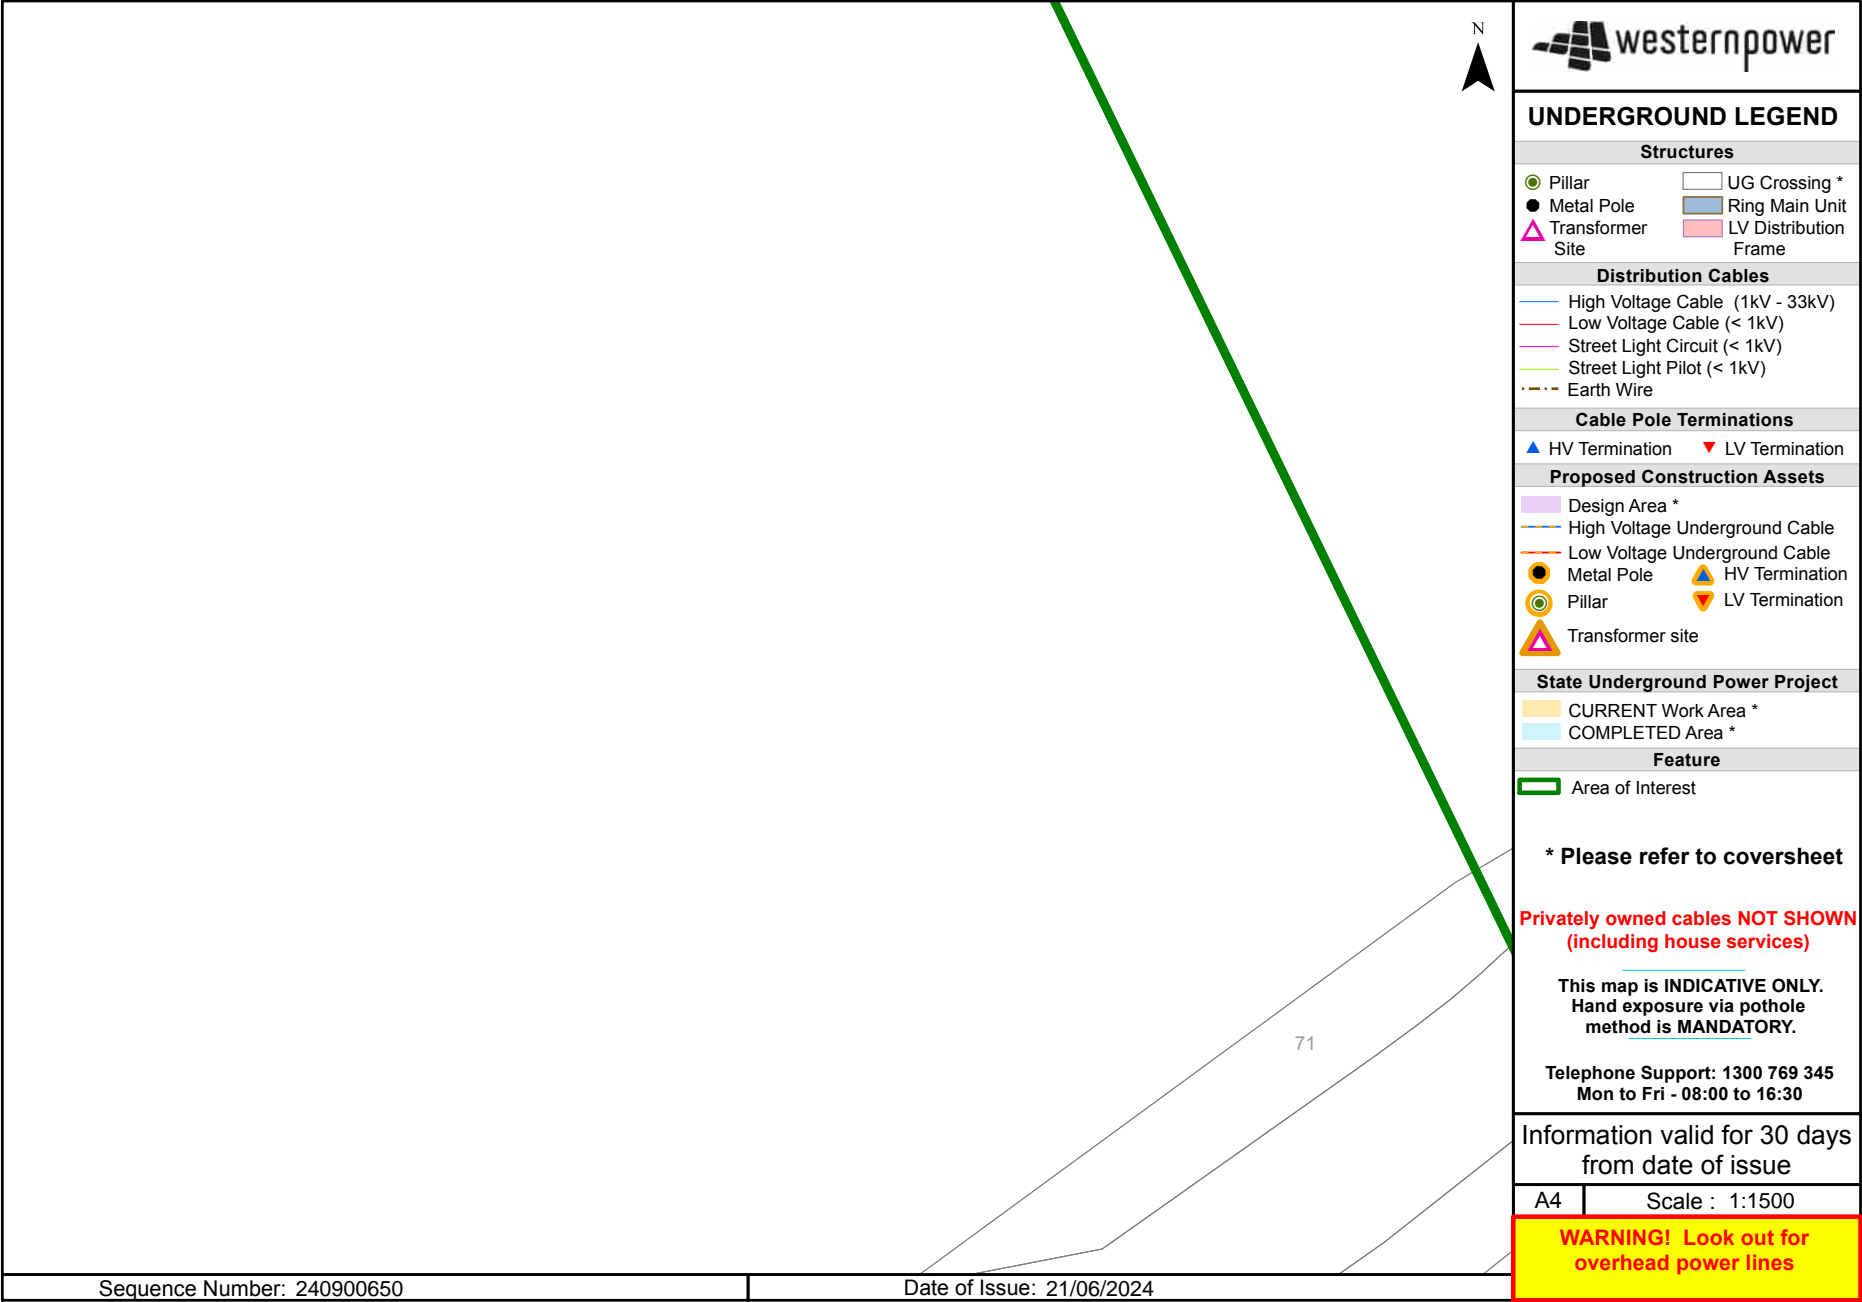 N
westernpower
UNDERGROUND LEGEND
Structures
Pillar
UG Crossing *
Metal Pole
Ring Main Unit
Transformer
Site
LV Distribution
Frame
Distribution Cables
High Voltage Cable (1kV - 33kV)
Low Voltage Cable (< 1kV)
Street Light Circuit (< 1kV)
Street Light Pilot (< 1kV)
Earth Wire
Cable Pole Terminations
HV Termination
LV Termination
Proposed Construction Assets
Design Area *
High Voltage Underground Cable
Low Voltage Underground Cable
Metal Pole
HV Termination
Pillar
LV Termination
Transformer site
State Underground Power Project
CURRENT Work Area *
COMPLETED Area *
Feature
Area of Interest
* Please refer to coversheet
Privately owned cables NOT SHOWN
(including house services)
This map is INDICATIVE ONLY.
Hand exposure via pothole
method is MANDATORY.
Telephone Support: 1300 769 345
Mon to Fri - 08:00 to 16:30
Information valid for 30 days
from date of issue
A4
Scale : 1:1500
WARNING! Look out for
overhead power lines
71
Sequence Number: 240900650
Date of Issue: 21/06/2024